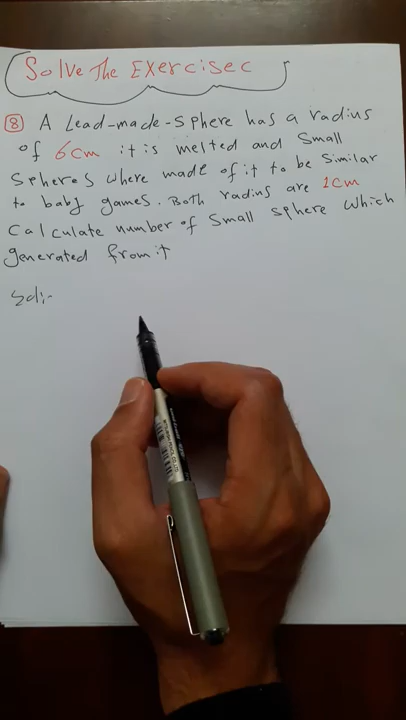 Solve The Exercisec
8 A Lead-made-sphere has a radius
of 6cm it is melted and small
spheres where made of it to be similar
to baby games. Both radius are 1cm
Calculate number of small sphere which
generated from it
Sol:-